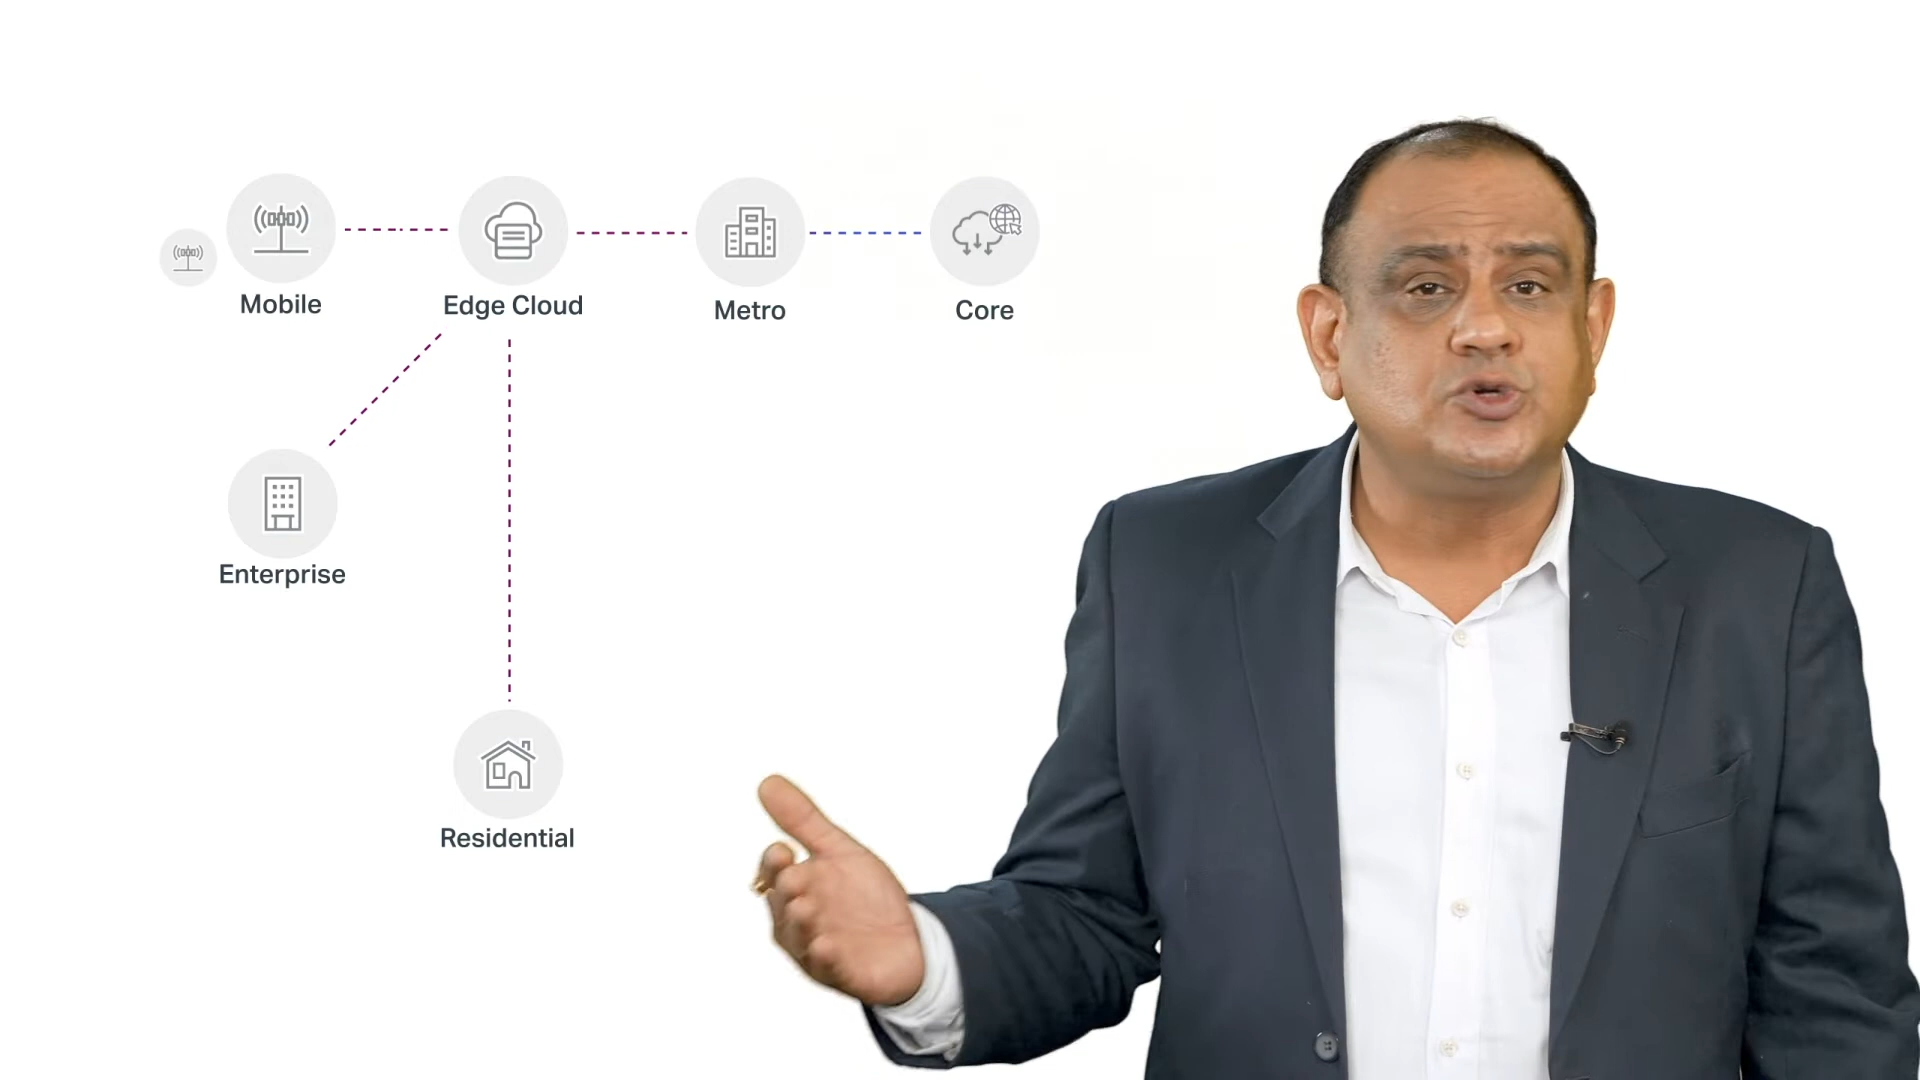 Mobile
Edge Cloud
Metro
Core
Enterprise
Residential